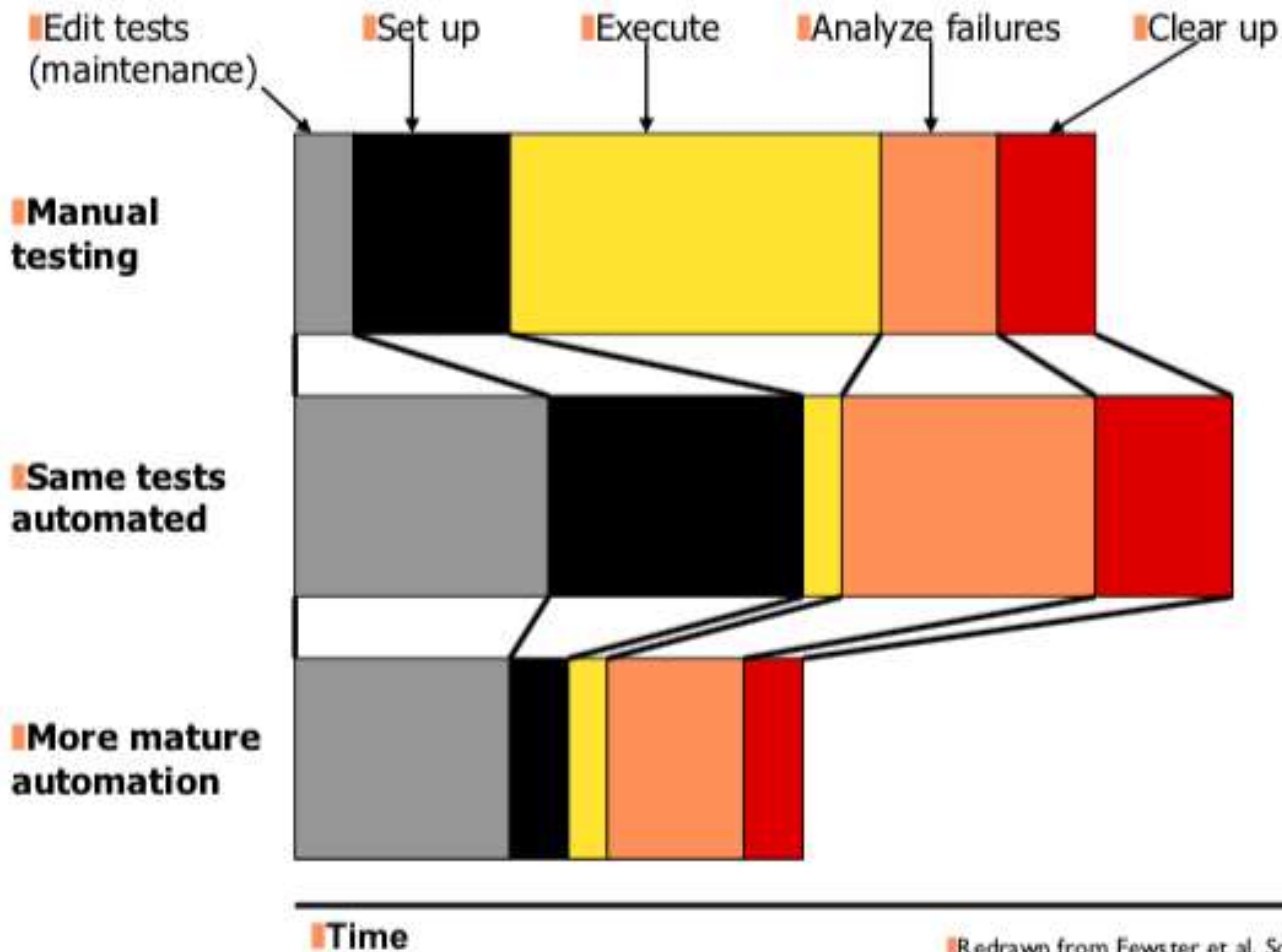 Edit tests
(maintenance)
Set up
Execute
Analyze failures
Clear up
Manual
testing
Same tests
automated
More mature
automation
Time
Redrawn from Fewster et al.